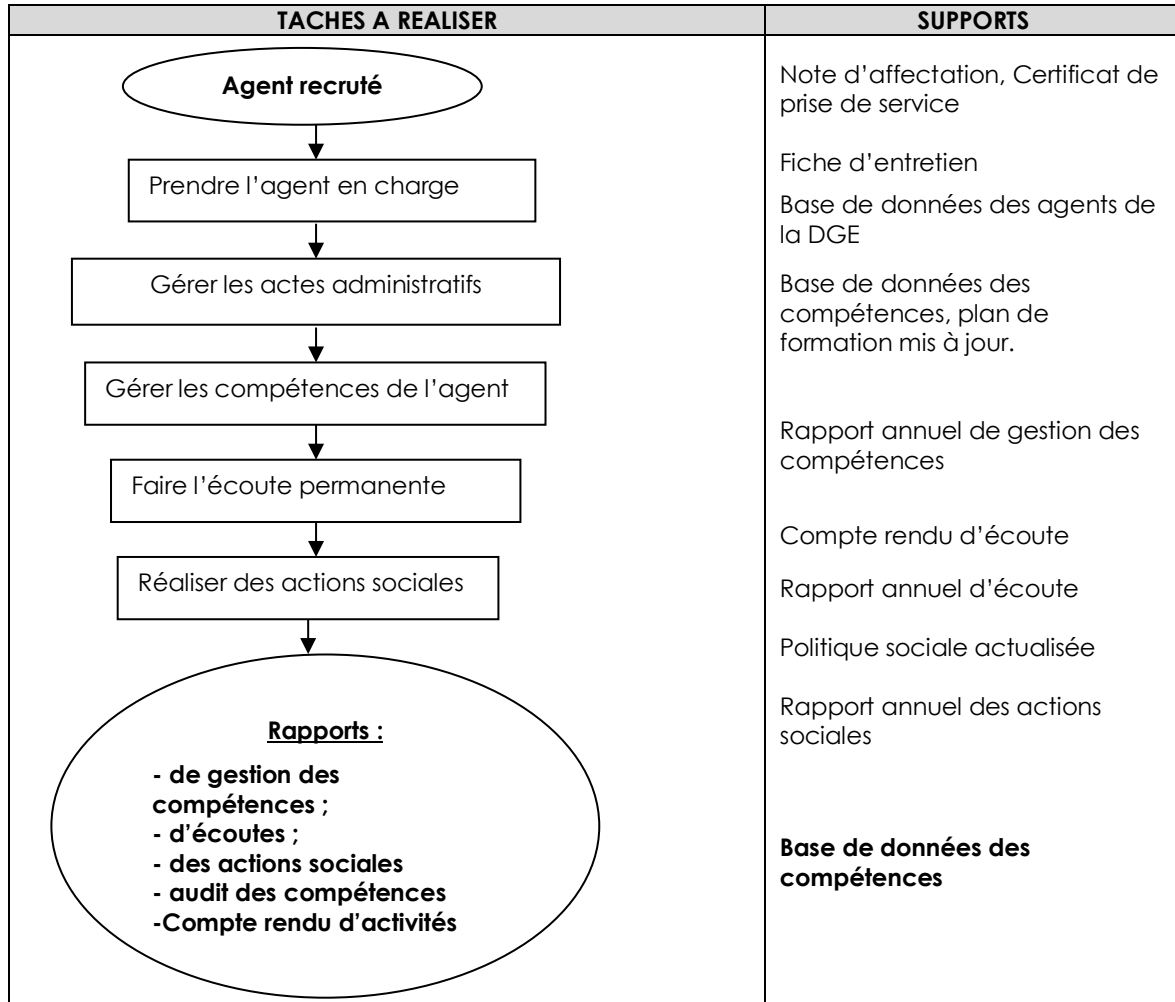 TACHES A REALISER
SUPPORTS
Agent recruté
Prendre l’agent en charge
Gérer les actes administratifs
Gérer les compétences de l’agent
Faire l’écoute permanente
Réaliser des actions sociales
Rapports :
- de gestion des
compétences ;
- d’écoutes ;
- des actions sociales
- audit des compétences
-Compte rendu d’activités
Note d’affectation, Certificat de
prise de service
Fiche d’entretien
Base de données des agents de
la DGE
Base de données des
compétences, plan de
formation mis à jour.
Rapport annuel de gestion des
compétences
Compte rendu d’écoute
Rapport annuel d’écoute
Politique sociale actualisée
Rapport annuel des actions
sociales
Base de données des
compétences